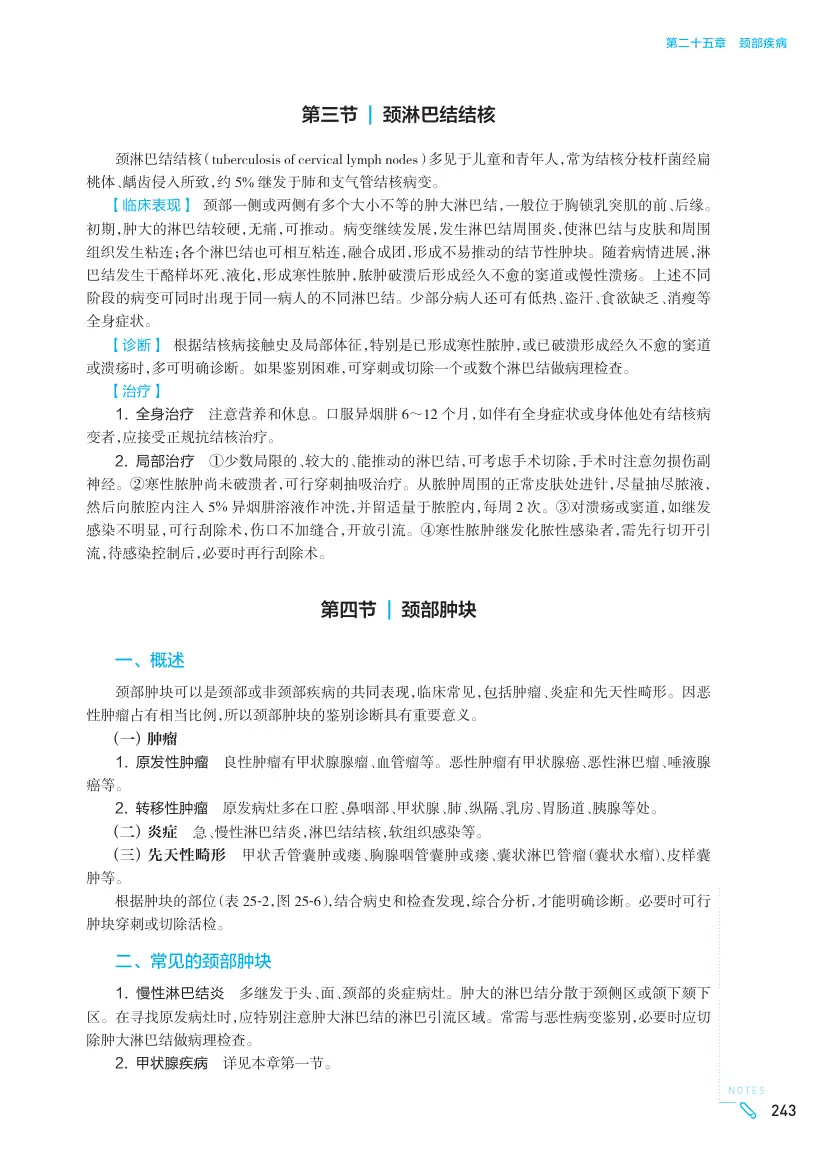 第二十五章 颈部疾病
第三节 | 颈淋巴结结核
颈淋巴结结核（tuberculosis of cervical lymph nodes）多见于儿童和青年人，常为结核分枝杆菌经扁
桃体、龋齿侵入所致，约 5% 继发于肺和支气管结核病变。
【临床表现】 颈部一侧或两侧有多个大小不等的肿大淋巴结，一般位于胸锁乳突肌的前、后缘。
初期，肿大的淋巴结较硬，无痛，可推动。病变继续发展，发生淋巴结周围炎，使淋巴结与皮肤和周围
组织发生粘连；各个淋巴结也可相互粘连，融合成团，形成不易推动的结节性肿块。随着病情进展，淋
巴结发生干酪样坏死、液化，形成寒性脓肿，脓肿破溃后形成经久不愈的窦道或慢性溃疡。上述不同
阶段的病变可同时出现于同一病人的不同淋巴结。少部分病人还可有低热、盗汗、食欲缺乏、消瘦等
全身症状。
【诊断】 根据结核病接触史及局部体征，特别是已形成寒性脓肿，或已破溃形成经久不愈的窦道
或溃疡时，多可明确诊断。如果鉴别困难，可穿刺或切除一个或数个淋巴结做病理检查。
【治疗】
1. 全身治疗 注意营养和休息。口服异烟肼 6～12 个月，如伴有全身症状或身体他处有结核病
变者，应接受正规抗结核治疗。
2. 局部治疗 ①少数局限的、较大的、能推动的淋巴结，可考虑手术切除，手术时注意勿损伤副
神经。②寒性脓肿尚未破溃者，可行穿刺抽吸治疗。从脓肿周围的正常皮肤处进针，尽量抽尽脓液，
然后向脓腔内注入 5% 异烟肼溶液作冲洗，并留适量于脓腔内，每周 2 次。③对溃疡或窦道，如继发
感染不明显，可行刮除术，伤口不加缝合，开放引流。④寒性脓肿继发化脓性感染者，需先行切开引
流，待感染控制后，必要时再行刮除术。
第四节 | 颈部肿块
一、概述
颈部肿块可以是颈部或非颈部疾病的共同表现，临床常见，包括肿瘤、炎症和先天性畸形。因恶
性肿瘤占有相当比例，所以颈部肿块的鉴别诊断具有重要意义。
（一）肿瘤
1. 原发性肿瘤 良性肿瘤有甲状腺腺瘤、血管瘤等。恶性肿瘤有甲状腺癌、恶性淋巴瘤、唾液腺
癌等。
2. 转移性肿瘤 原发病灶多在口腔、鼻咽部、甲状腺、肺、纵隔、乳房、胃肠道、胰腺等处。
（二）炎症 急、慢性淋巴结炎，淋巴结结核，软组织感染等。
（三）先天性畸形 甲状舌管囊肿或瘘、胸腺咽管囊肿或瘘、囊状淋巴管瘤（囊状水瘤）、皮样囊
肿等。
根据肿块的部位（表 25-2，图 25-6），结合病史和检查发现，综合分析，才能明确诊断。必要时可行
肿块穿刺或切除活检。
二、常见的颈部肿块
1. 慢性淋巴结炎 多继发于头、面、颈部的炎症病灶。肿大的淋巴结分散于颈侧区或颌下颏下
区。在寻找原发病灶时，应特别注意肿大淋巴结的淋巴引流区域。常需与恶性病变鉴别，必要时应切
除肿大淋巴结做病理检查。
2. 甲状腺疾病 详见本章第一节。
NOTES
243